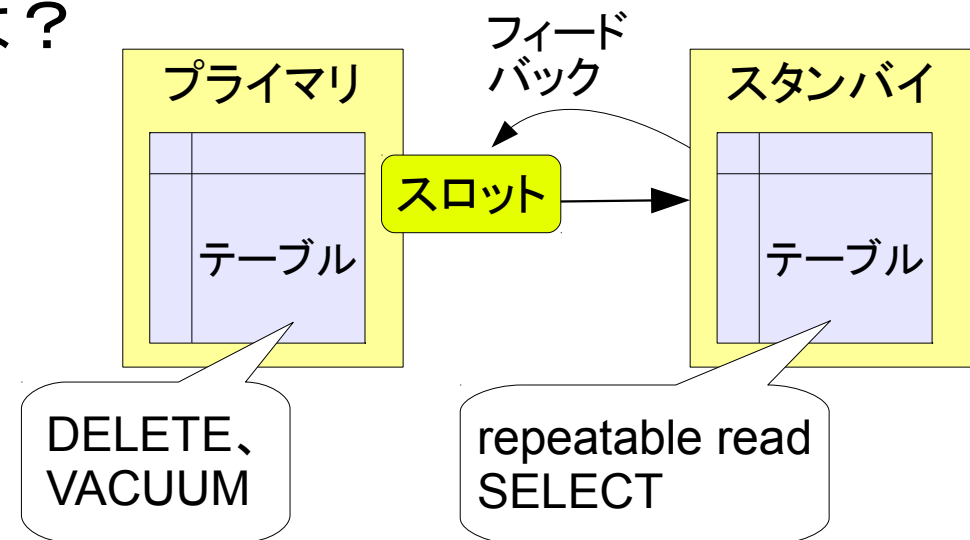 は？
フィード
バック
プライマリ
スタンバイ
スロット
テーブル
テーブル
DELETE、
VACUUM
repeatable read
SELECT